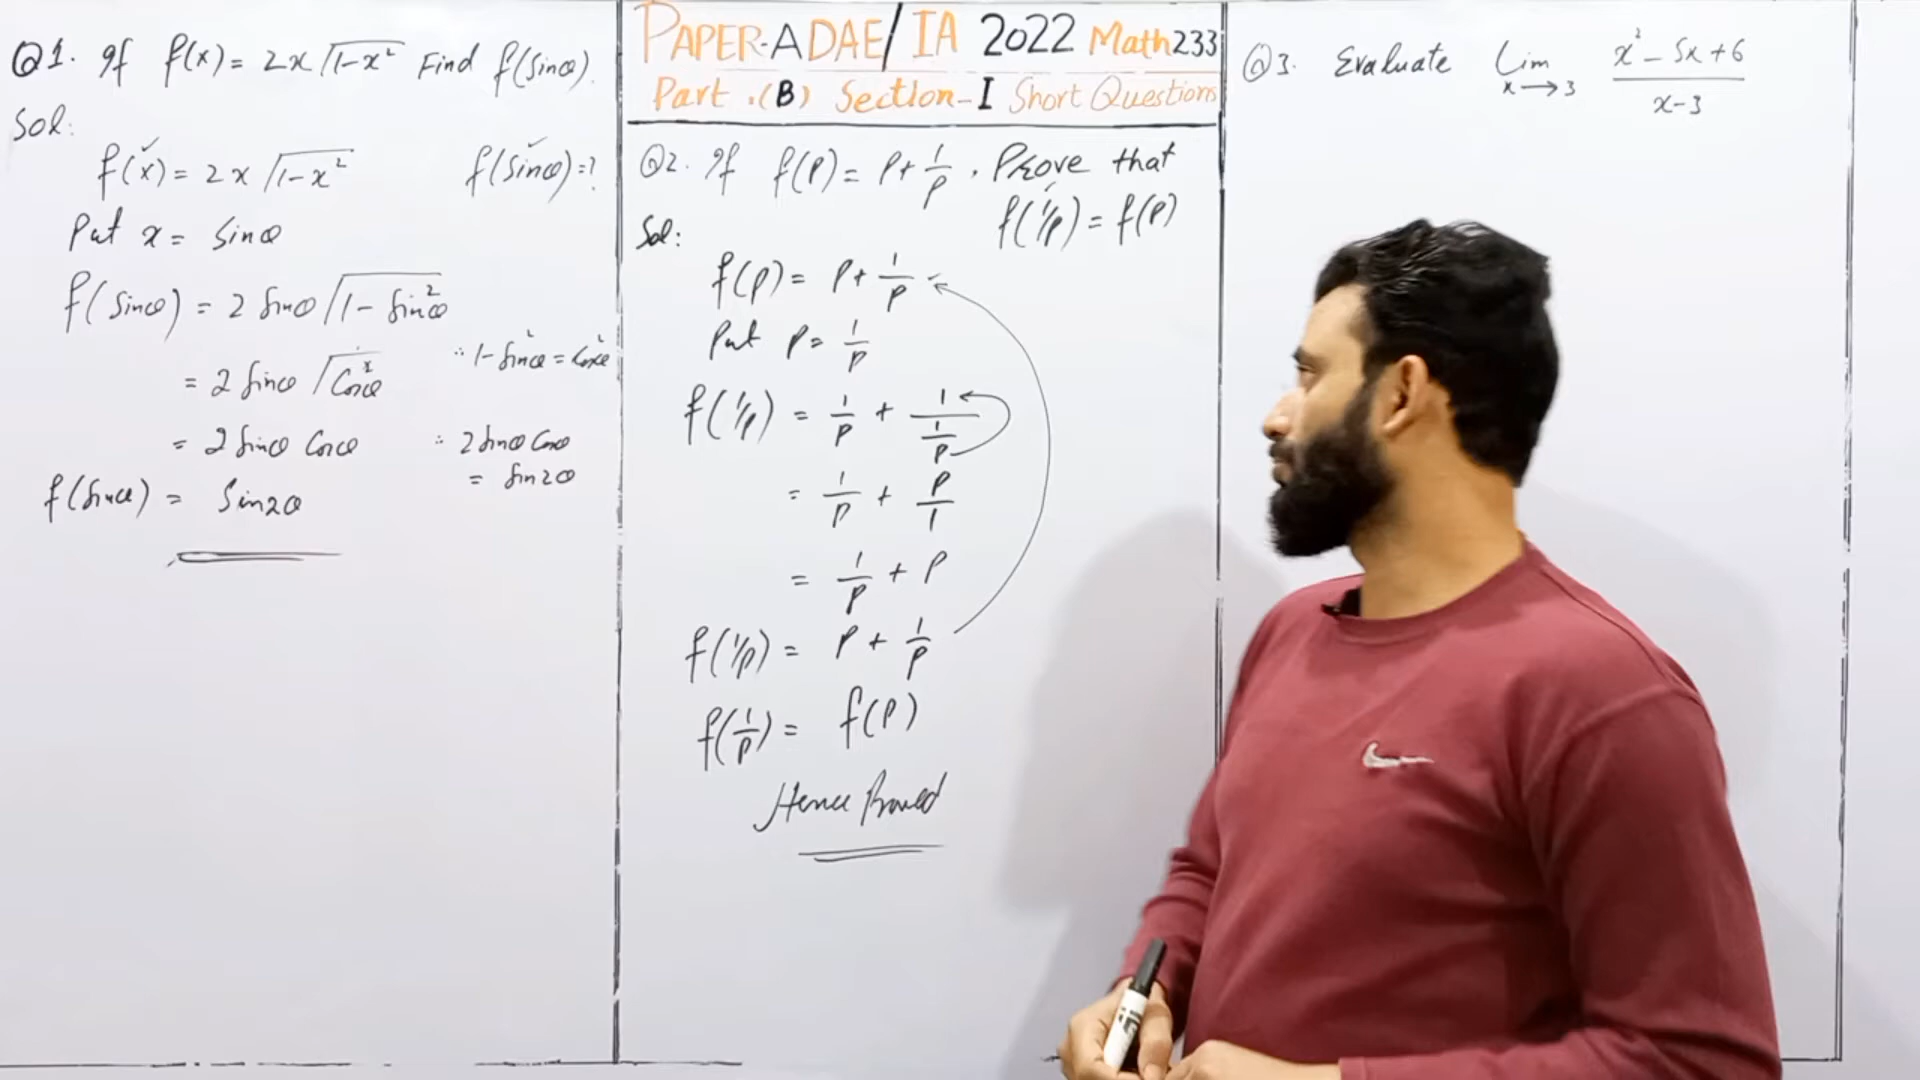 Q1. If f(x) = 2x √1-x² Find f(Sinθ).
Sol:
f(x) = 2x √1-x² f(Sinθ)=?
Put x = Sinθ
f(Sinθ) = 2 Sinθ √1 - Sin²θ
= 2 Sinθ √Cos²θ ∵ 1-Sin²θ = Cos²θ
= 2 Sinθ Cosθ ∵ 2 Sinθ Cosθ
= Sin2θ
f(Sinθ) = Sin2θ
PAPER-A DAE/IA 2022 Math 233
Part.(B) Section-I Short Questions
Q2. If f(P) = P + 1/P . Prove that
f(1/P) = f(P)
Sol:
f(P) = P + 1/P
Put P = 1/P
f(1/P) = 1/P + 1/(1/P)
= 1/P + P/1
= 1/P + P
f(1/P) = P + 1/P
f(1/P) = f(P)
Hence Proved
Q3. Evaluate Lim x→3 (x² - 5x + 6)/(x-3)